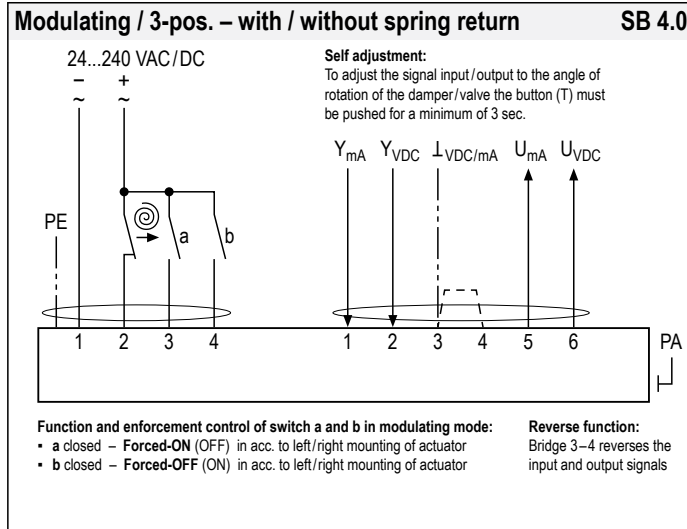 Modulating / 3-pos. – with / without spring return SB 4.0
24...240 VAC/DC
– +
~ ~
Self adjustment:
To adjust the signal input/output to the angle of
rotation of the damper/valve the button (T) must
be pushed for a minimum of 3 sec.
YmA YVDC ⊥VDC/mA UmA UVDC
PE
a b
1 2 3 4 1 2 3 4 5 6
PA
Function and enforcement control of switch a and b in modulating mode:
▪ a closed – Forced-ON (OFF) in acc. to left/right mounting of actuator
▪ b closed – Forced-OFF (ON) in acc. to left/right mounting of actuator
Reverse function:
Bridge 3–4 reverses the
input and output signals